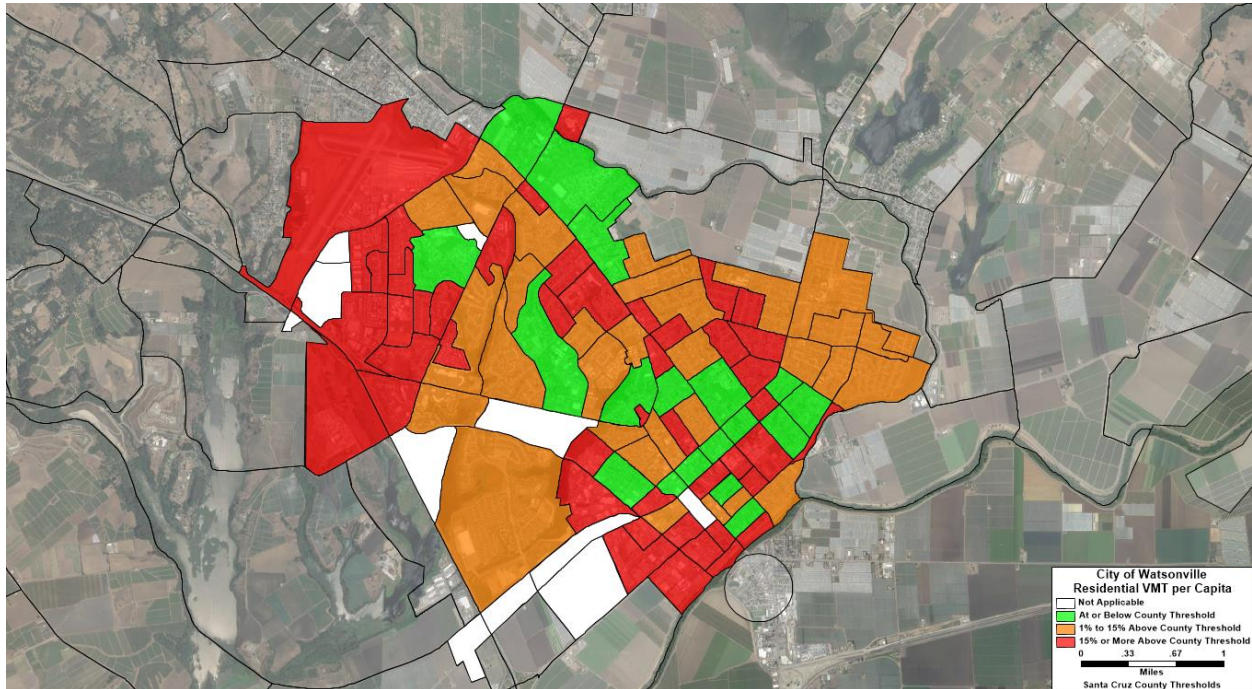 City of Watsonville
Residential VMT per Capita
Not Applicable
At or Below County Threshold
1% to 15% Above County Threshold
15% or More Above County Threshold
0 .33 .67 1
Miles
Santa Cruz County Thresholds